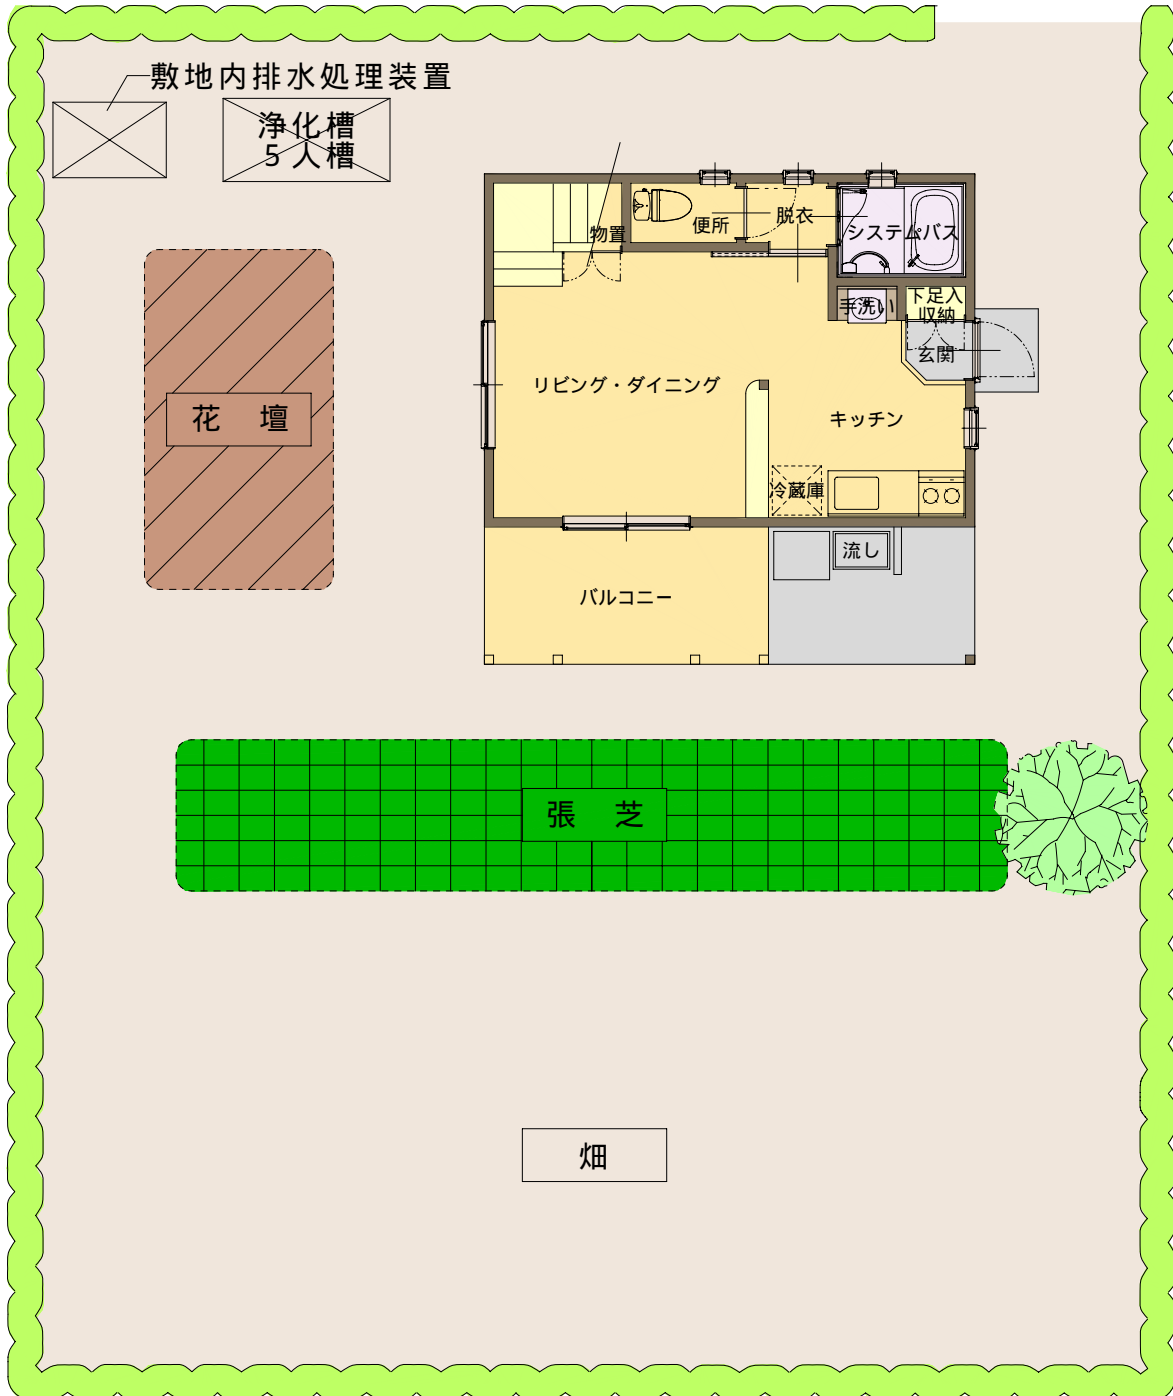 敷地内排水処理装置
浄化槽
5人槽
便所
脱衣
物置
システムバス
手洗い
下足入
収納
玄関
リビング・ダイニング
キッチン
冷蔵庫
流し
バルコニー
花 壇
張 芝
畑